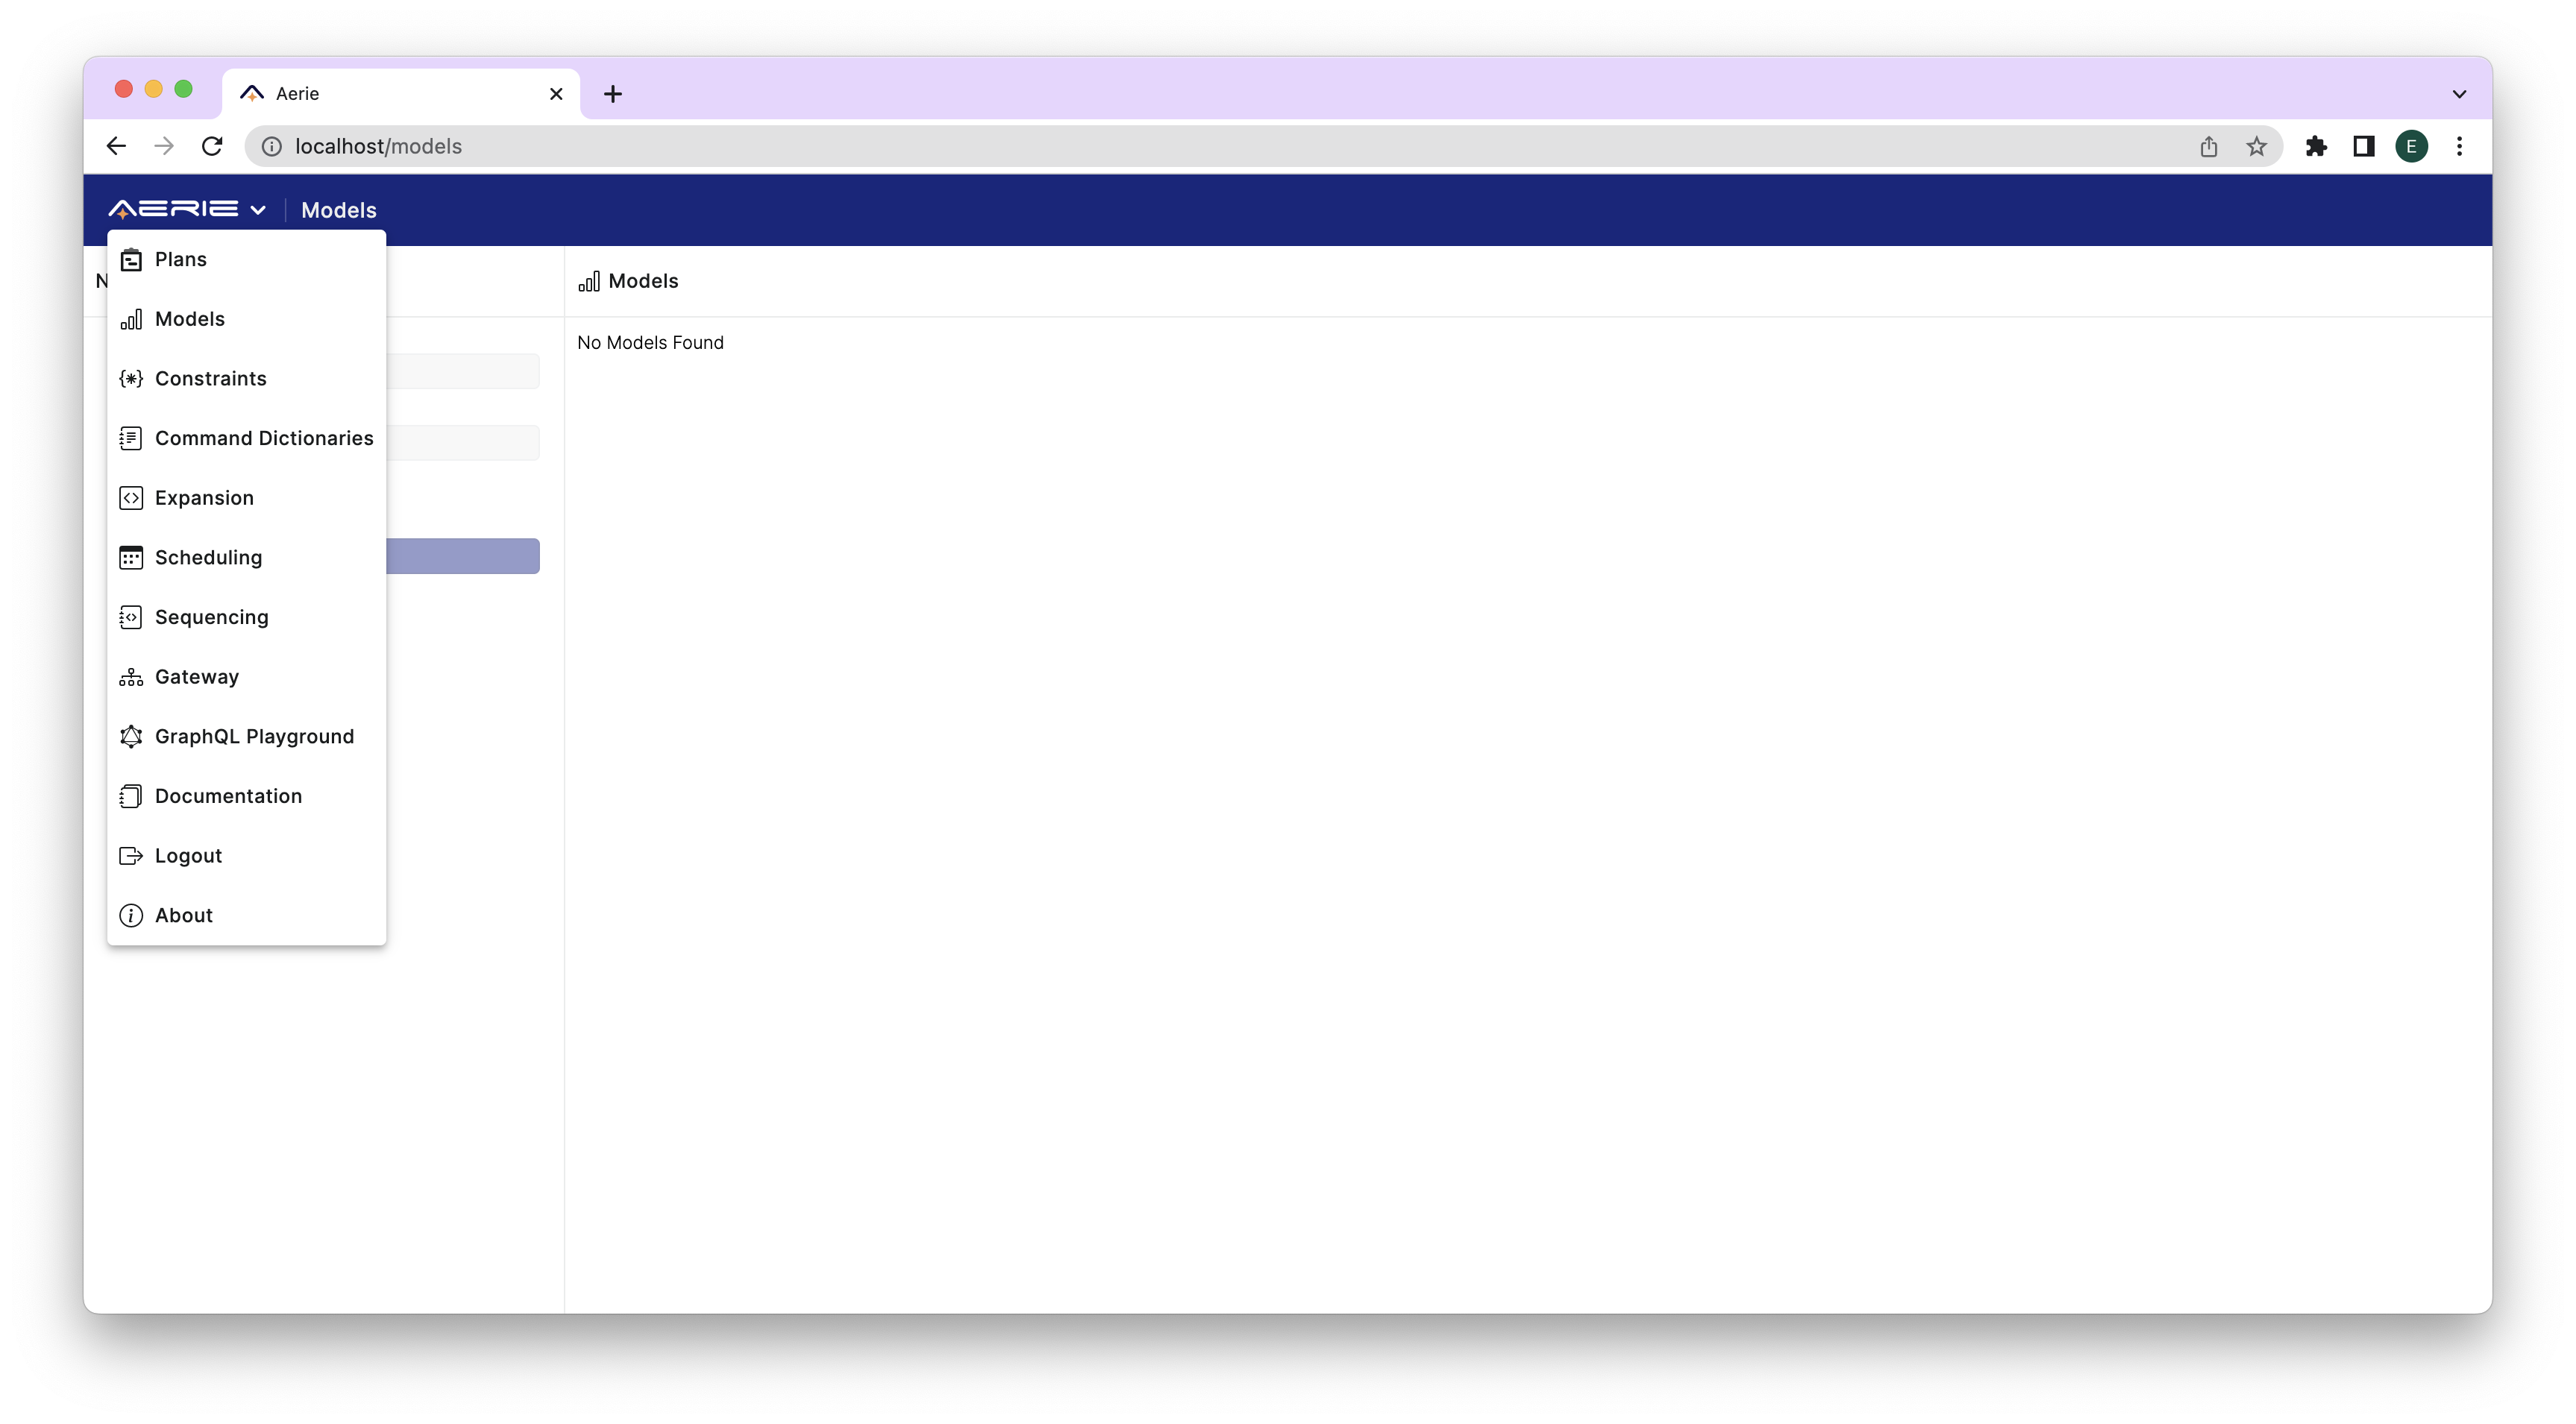 Aerie
localhost/models
E
AERIE
Models
Plans
Models
Constraints
Command Dictionaries
Expansion
Scheduling
Sequencing
Gateway
GraphQL Playground
Documentation
Logout
About
N
Models
No Models Found